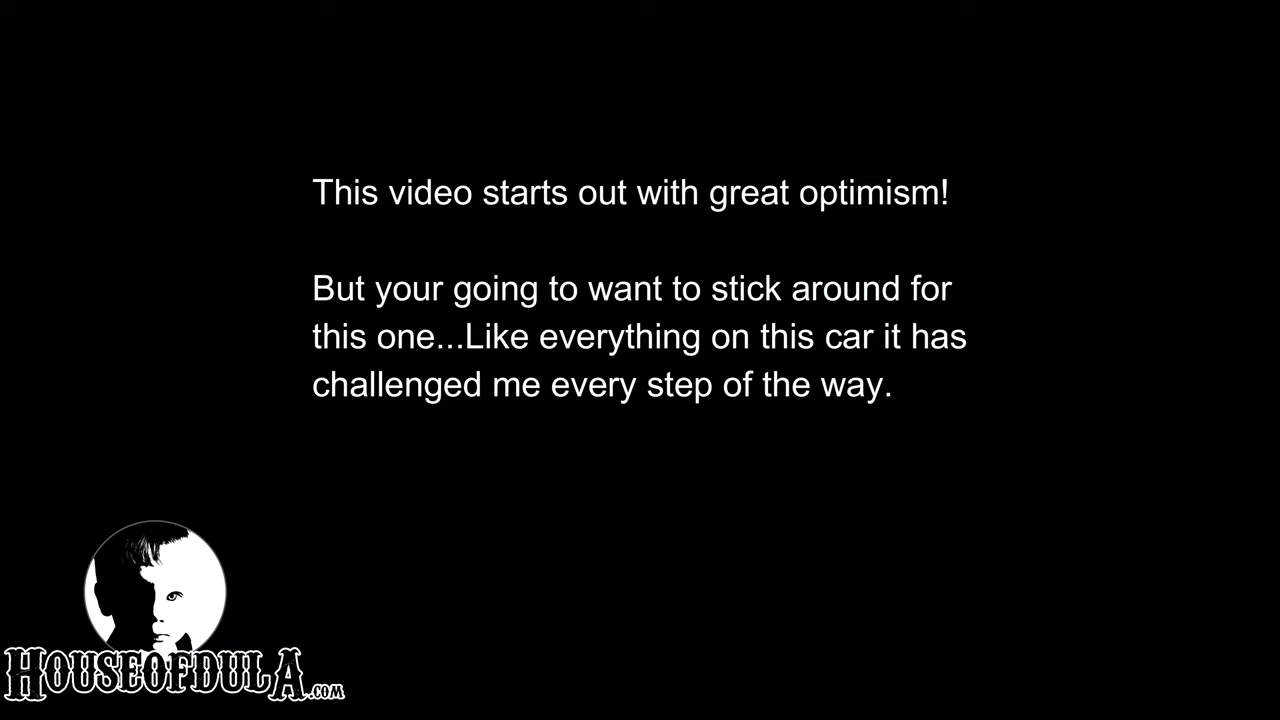 This video starts out with great optimism!
But your going to want to stick around for
this one...Like everything on this car it has
challenged me every step of the way.
HOUSEOFDULA.COM